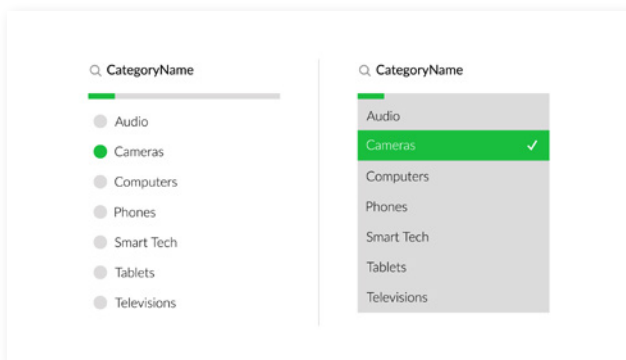 CategoryName
Audio
Cameras
Computers
Phones
Smart Tech
Tablets
Televisions
CategoryName
Audio
Cameras
Computers
Phones
Smart Tech
Tablets
Televisions